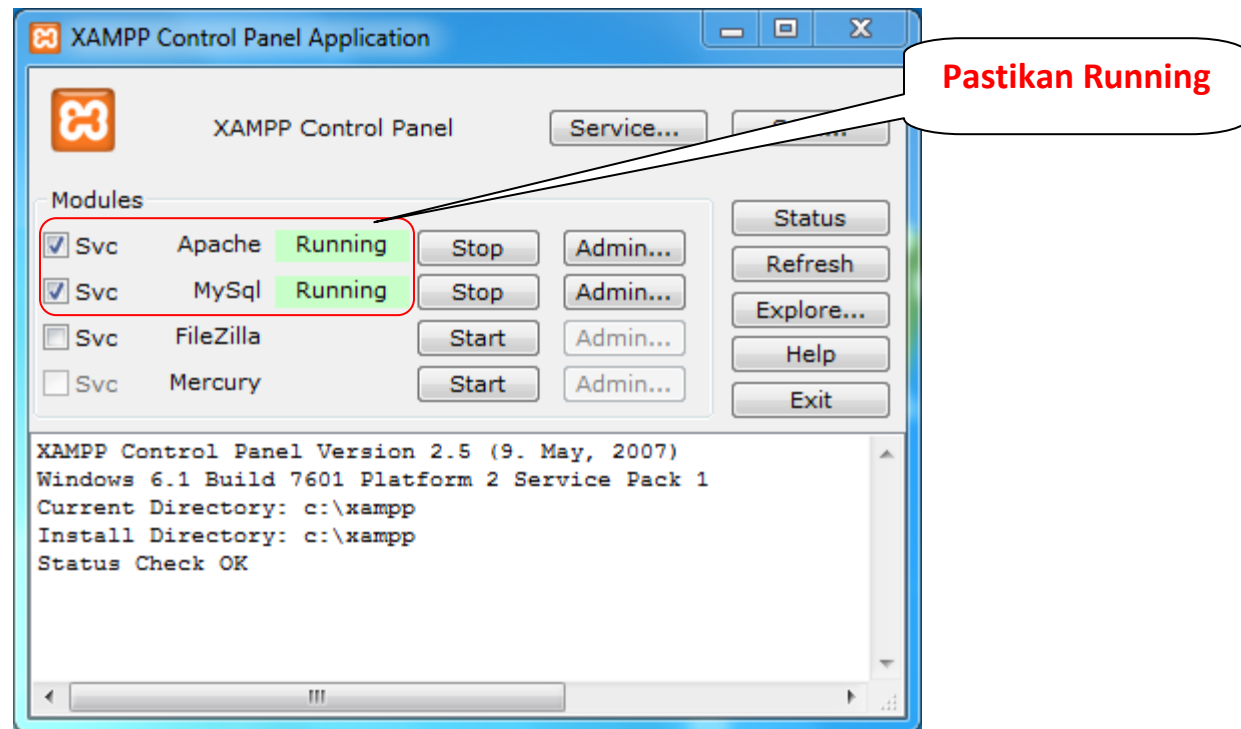 XAMPP Control Panel Application
Pastikan Running
XAMPP Control Panel
Service...
Modules
Svc Apache Running Stop Admin...
Svc MySql Running Stop Admin...
Svc FileZilla Start Admin...
Svc Mercury Start Admin...
Status
Refresh
Explore...
Help
Exit
XAMPP Control Panel Version 2.5 (9. May, 2007)
Windows 6.1 Build 7601 Platform 2 Service Pack 1
Current Directory: c:\xampp
Install Directory: c:\xampp
Status Check OK